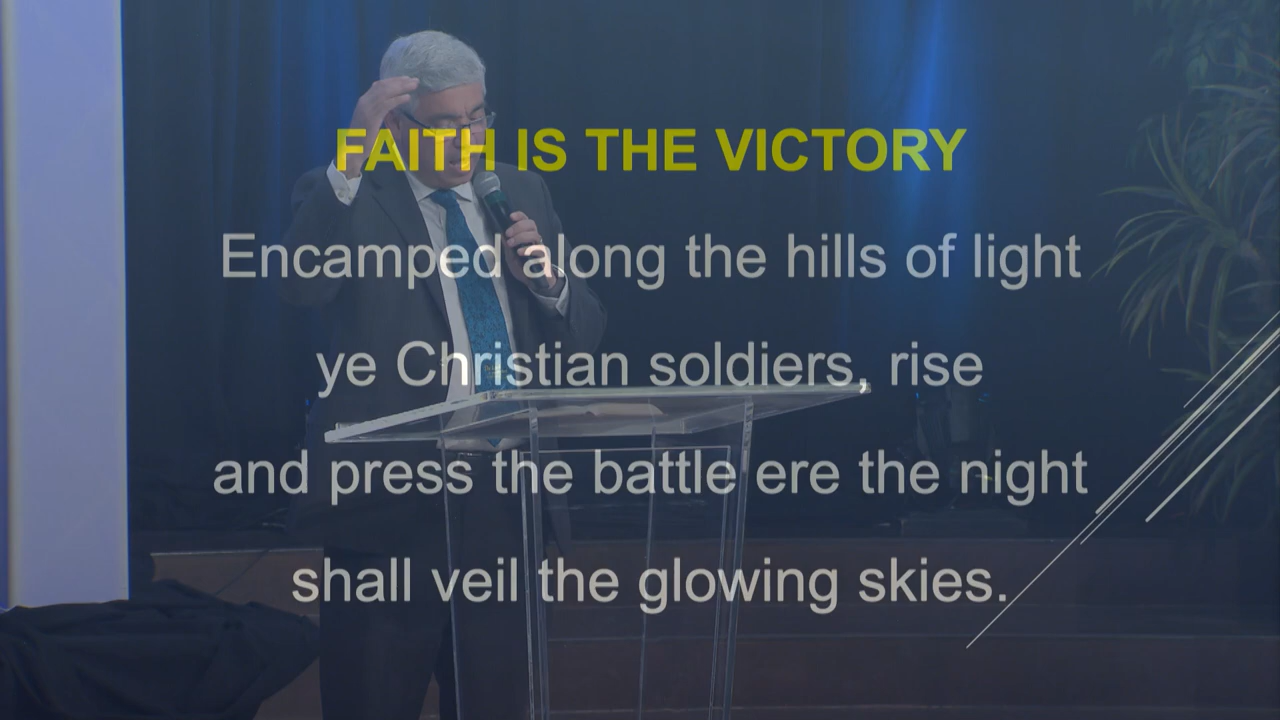 FAITH IS THE VICTORY
Encamped along the hills of light
ye Christian soldiers, rise
and press the battle ere the night
shall veil the glowing skies.